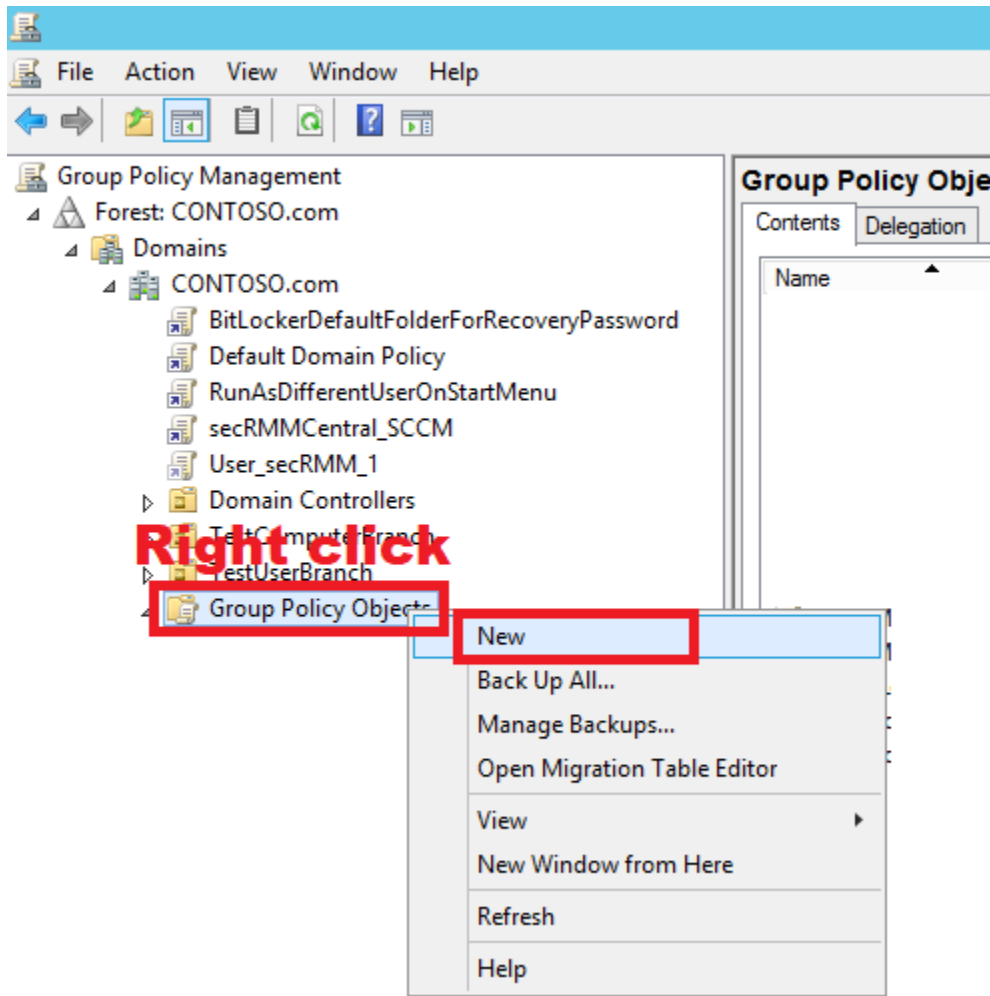 File Action View Window Help
Group Policy Management
Forest: CONTOSO.com
Domains
CONTOSO.com
BitLockerDefaultFolderForRecoveryPassword
Default Domain Policy
RunAsDifferentUserOnStartMenu
secRMMCentral_SCCM
User_secRMM_1
Domain Controllers
TestComputerBranch
Right click
TestUserBranch
Group Policy Objects
New
Back Up All...
Manage Backups...
Open Migration Table Editor
View
New Window from Here
Refresh
Help
Group Policy Obje
Contents Delegation
Name